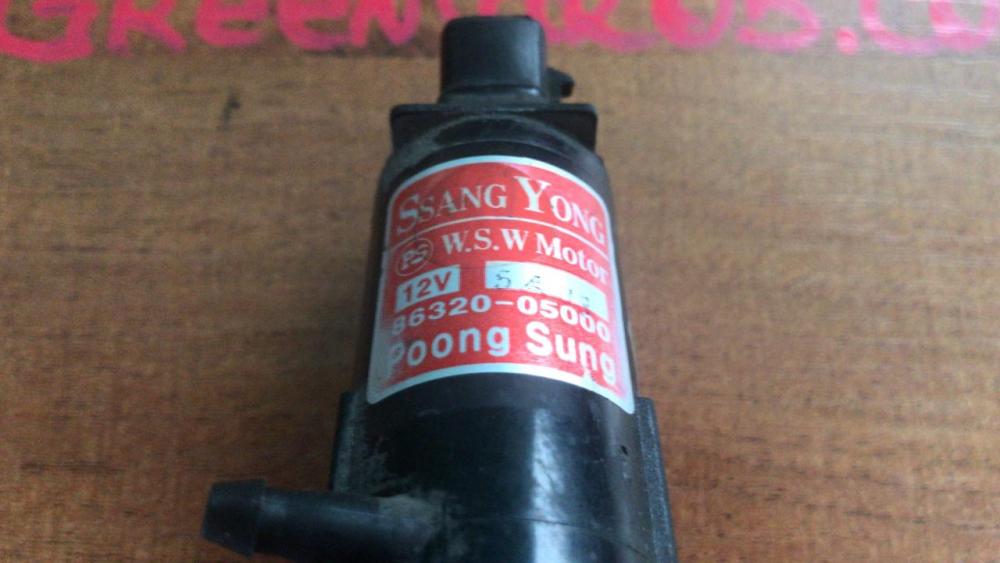 SSANG YONG
PS W.S.W Motor
12V
86320-05000
Poong Sung